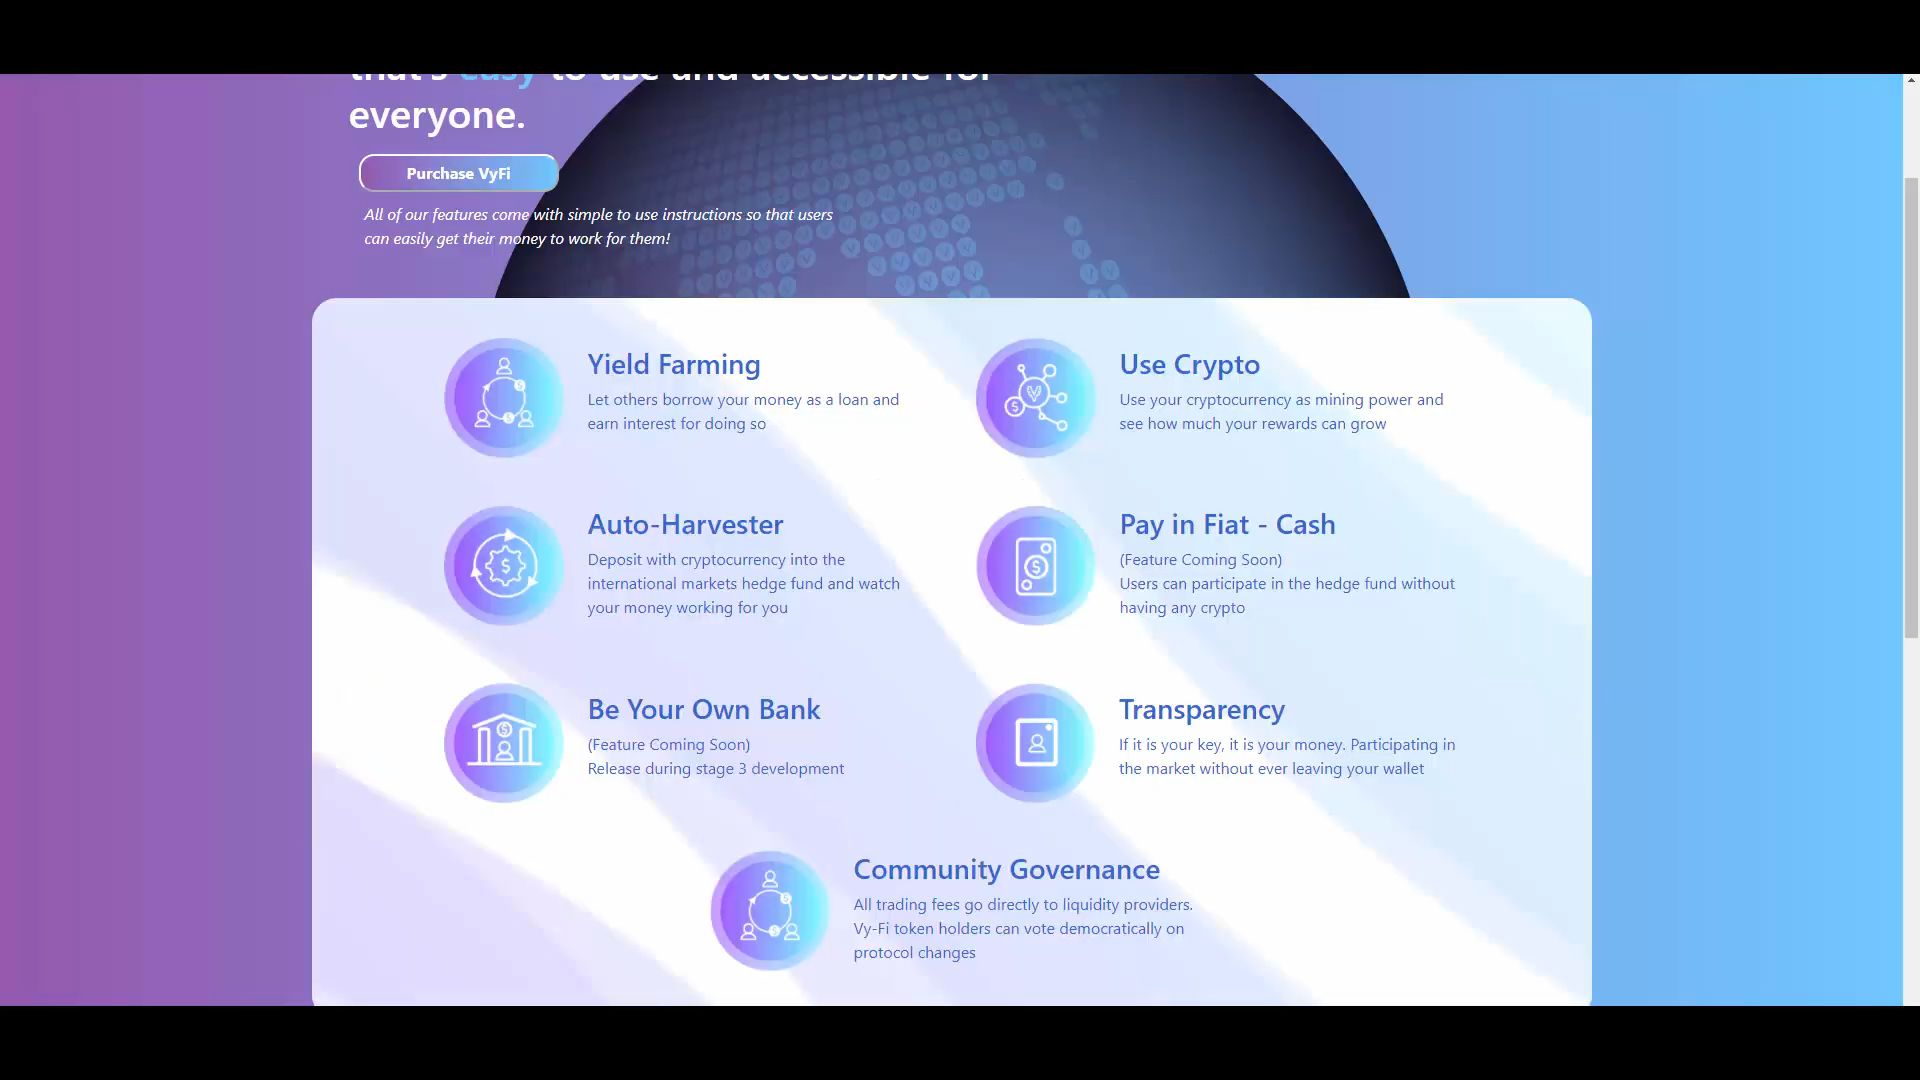 that's easy to use and accessible for
everyone.
Purchase VyFi
All of our features come with simple to use instructions so that users
can easily get their money to work for them!
Yield Farming
Let others borrow your money as a loan and
earn interest for doing so
Use Crypto
Use your cryptocurrency as mining power and
see how much your rewards can grow
Auto-Harvester
Deposit with cryptocurrency into the
international markets hedge fund and watch
your money working for you
Pay in Fiat - Cash
(Feature Coming Soon)
Users can participate in the hedge fund without
having any crypto
Be Your Own Bank
(Feature Coming Soon)
Release during stage 3 development
Transparency
If it is your key, it is your money. Participating in
the market without ever leaving your wallet
Community Governance
All trading fees go directly to liquidity providers.
Vy-Fi token holders can vote democratically on
protocol changes